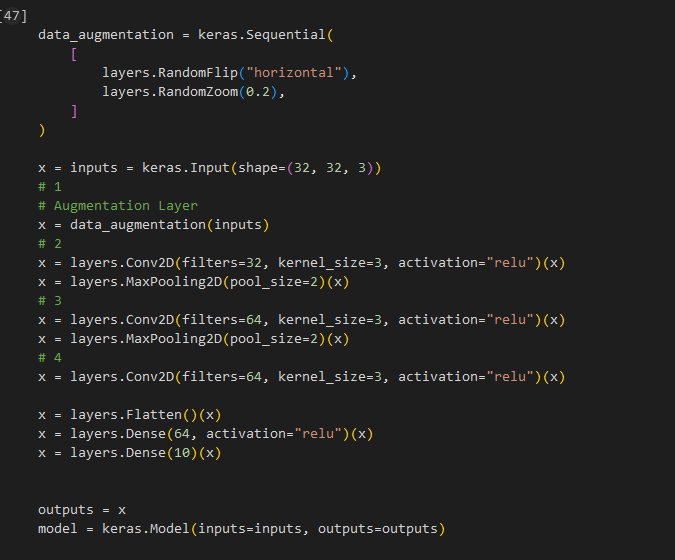 [47]
data_augmentation = keras.Sequential(
    [
        layers.RandomFlip("horizontal"),
        layers.RandomZoom(0.2),
    ]
)

x = inputs = keras.Input(shape=(32, 32, 3))
# 1
# Augmentation Layer
x = data_augmentation(inputs)
# 2
x = layers.Conv2D(filters=32, kernel_size=3, activation="relu")(x)
x = layers.MaxPooling2D(pool_size=2)(x)
# 3
x = layers.Conv2D(filters=64, kernel_size=3, activation="relu")(x)
x = layers.MaxPooling2D(pool_size=2)(x)
# 4
x = layers.Conv2D(filters=64, kernel_size=3, activation="relu")(x)

x = layers.Flatten()(x)
x = layers.Dense(64, activation="relu")(x)
x = layers.Dense(10)(x)


outputs = x
model = keras.Model(inputs=inputs, outputs=outputs)